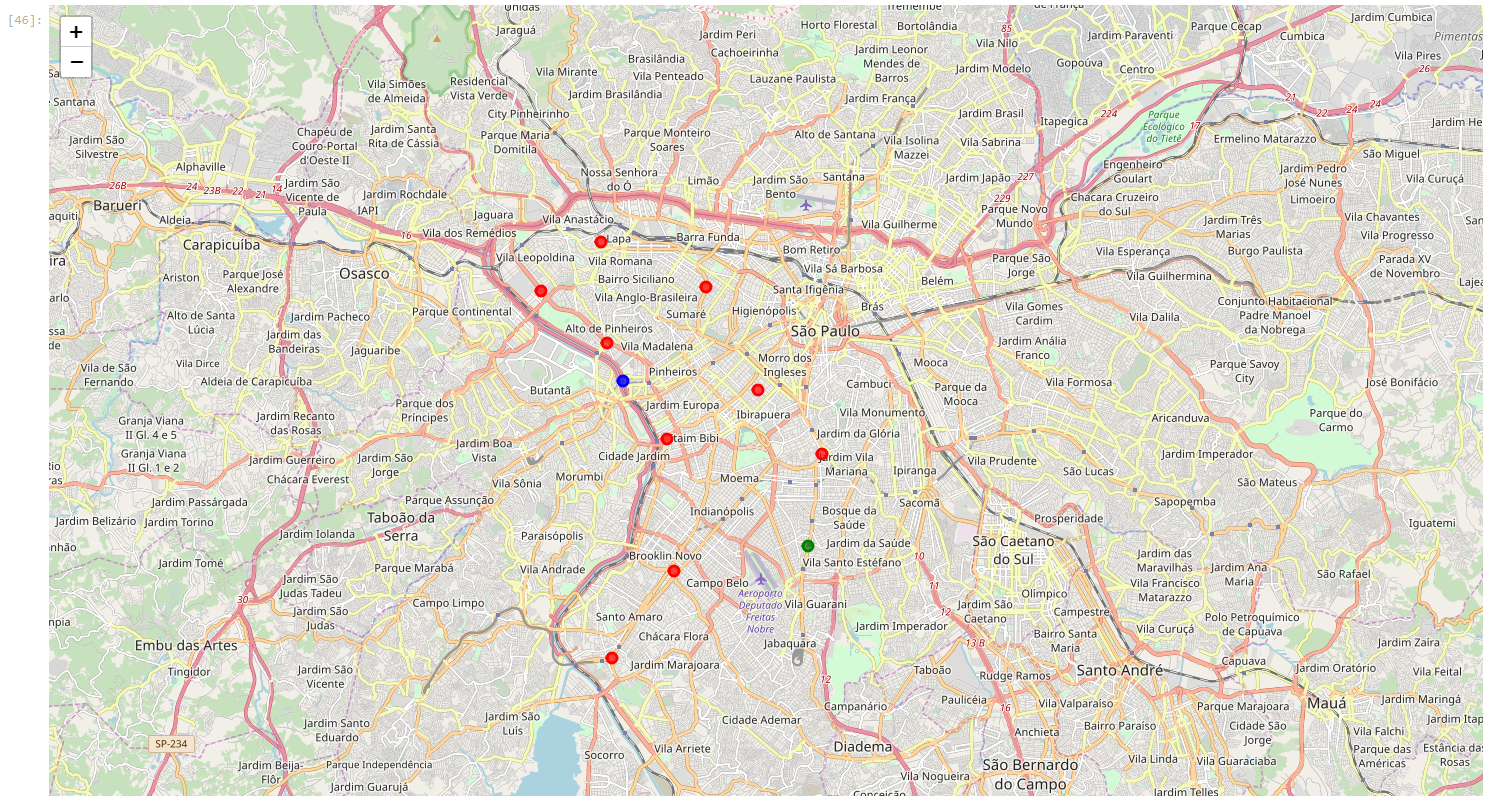 [46]:
+
−
Unidas
Jaraguá
Jardim Peri
Horto Florestal
Tremembé
Bortolândia
85
Parque Cecap
Cumbica
Jardim Cumbica
Cachoeirinha
Jardim Leonor
Mendes de
Barros
Vila Nilo
Jardim Paraventi
Pimentas
Brasilândia
Gopoúva
Centro
Vila Pires
26
Vila Mirante
Vila Penteado
Lauzane Paulista
Jardim Modelo
Vila Simões
de Almeida
Residencial
Vista Verde
Jardim Brasilândia
Jardim França
Santana
City Pinheirinho
Jardim Brasil
224
21
22
24
24
Itapegica
Parque
Ecológico
do Tietê
17
Jardim He
Chapéu de
Couro-Portal
d'Oeste II
Jardim Santa
Rita de Cássia
Parque Maria
Domitila
Parque Monteiro
Soares
Alto de Santana
Vila Isolina
Mazzei
Vila Sabrina
Ermelino Matarazzo
Jardim São
Silvestre
São Miguel
Alphaville
Nossa Senhora
do Ó
Limão
Jardim São
Bento
Santana
Jardim Japão
227
Engenheiro
Goulart
Jardim Pedro
José Nunes
Vila Curuçá
26B
24
23B
22
21
14
Jardim São
Vicente de
Paula
Jardim Rochdale
IAPI
229
Chacara Cruzeiro
do Sul
Limoeiro
Barueri
Aldeia
Jaguara
Vila Anastácio
Parque Novo
Mundo
Jardim Três
Marias
Vila Chavantes
Vila Progresso
San
aquiti
Carapicuíba
16
Vila dos Remédios
Lapa
Barra Funda
Vila Guilherme
Bom Retiro
Vila Esperança
Burgo Paulista
ira
Osasco
Vila Leopoldina
Vila Romana
Vila Sá Barbosa
Parque São
Jorge
Vila Guilhermina
Parada XV
de Novembro
Ariston
Parque José
Alexandre
Bairro Siciliano
Santa Ifigênia
Belém
Lajea
arlo
Vila Anglo-Brasileira
Sumaré
Higienópolis
Brás
Vila Gomes
Cardim
Vila Dalila
Conjunto Habitacional
Padre Manoel
da Nobrega
Alto de Santa
Lúcia
Jardim Pacheco
Parque Continental
Alto de Pinheiros
São Paulo
ssa
Jardim das
Bandeiras
Jaguaribe
Vila Madalena
Jardim Anália
Franco
de
Vila de São
Fernando
Vila Dirce
Aldeia de Carapicuíba
Pinheiros
Morro dos
Ingleses
Mooca
Parque Savoy
City
Butantã
Cambuci
Parque da
Mooca
Vila Formosa
José Bonifácio
Granja Viana
II Gl. 4 e 5
Jardim Recanto
das Rosas
Parque dos
Principes
Jardim Europa
Ibirapuera
Vila Monumento
Aricanduva
Parque do
Carmo
Granja Viana
II Gl. 1 e 2
Jardim Guerreiro
Jardim São
Jorge
Jardim Boa
Vista
Cidade Jardim
taim Bibi
Jardim da Glória
Rio
Chácara Everest
Vila Sônia
Morumbi
Jardim Vila
Mariana
Ipiranga
Vila Prudente
São Lucas
Jardim Imperador
ras
Moema
São Mateus
Jardim Passárgada
Parque Assunção
Indianópolis
Bosque da
Saúde
Sacomã
Sapopemba
Jardim Belizário
Jardim Torino
Taboão da
Serra
Prosperidade
Iguatemi
nhão
Jardim Iolanda
Paraisópolis
Jardim da Saúde
São Caetano
do Sul
Jardim Tomé
Parque Marabá
Vila Andrade
Brooklin Novo
Vila Santo Estéfano
10
Jardim das
Maravilhas
Jardim Ana
Maria
São Rafael
Jardim São
Judas Tadeu
Campo Belo
Aeroporto
Deputado
Freitas
Nobre
11
Olímpico
Vila Francisco
Matarazzo
30
Campo Limpo
Santo Amaro
Vila Guarani
12
Jardim São
Caetano
Campestre
Polo Petroquímico
de Capuava
npia
Jardim São
Judas
Chácara Flora
Jabaquara
Jardim Imperador
13 B
Bairro Santa
Maria
Vila Curuçá
Embu das Artes
Jardim Zaíra
Tingidor
Jardim São
Vicente
Jardim Marajoara
12
Taboão
Rudge Ramos
Santo André
Capuava
Jardim Oratório
Vila Feital
Jardim Santo
Eduardo
Jardim São
Luis
Cidade Ademar
Campanário
Paulicéia
16
Vila Valparaiso
Parque Marajoara
Mauá
Jardim Maringá
SP-234
Socorro
Vila Arriete
Diadema
Anchieta
Bairro Paraiso
Cidade São
Jorge
Vila Falchi
Jardim Itap
Jardim Beija-
Flôr
Parque Independência
Vila Nogueira
São Bernardo
do Campo
Vila Linda
Vila Guaraciaba
Parque das
Américas
Estância das
Rosas
Jardim Guarujá
Conceição
Jardim Telles